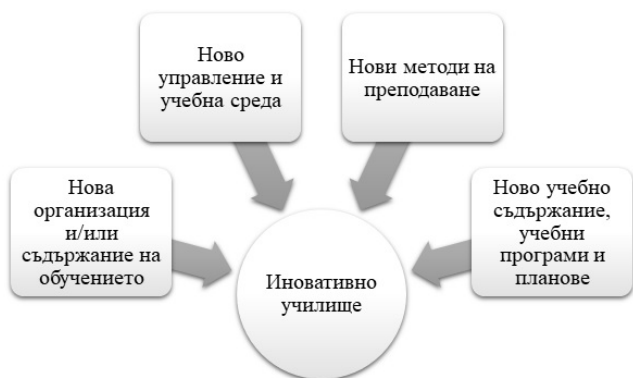 Ново
управление и
учебна среда
Нови методи на
преподаване
Нова
организация
и/или
съдържание на
обучението
Ново учебно
съдържание,
учебни
програми и
планове
Иновативно
училище